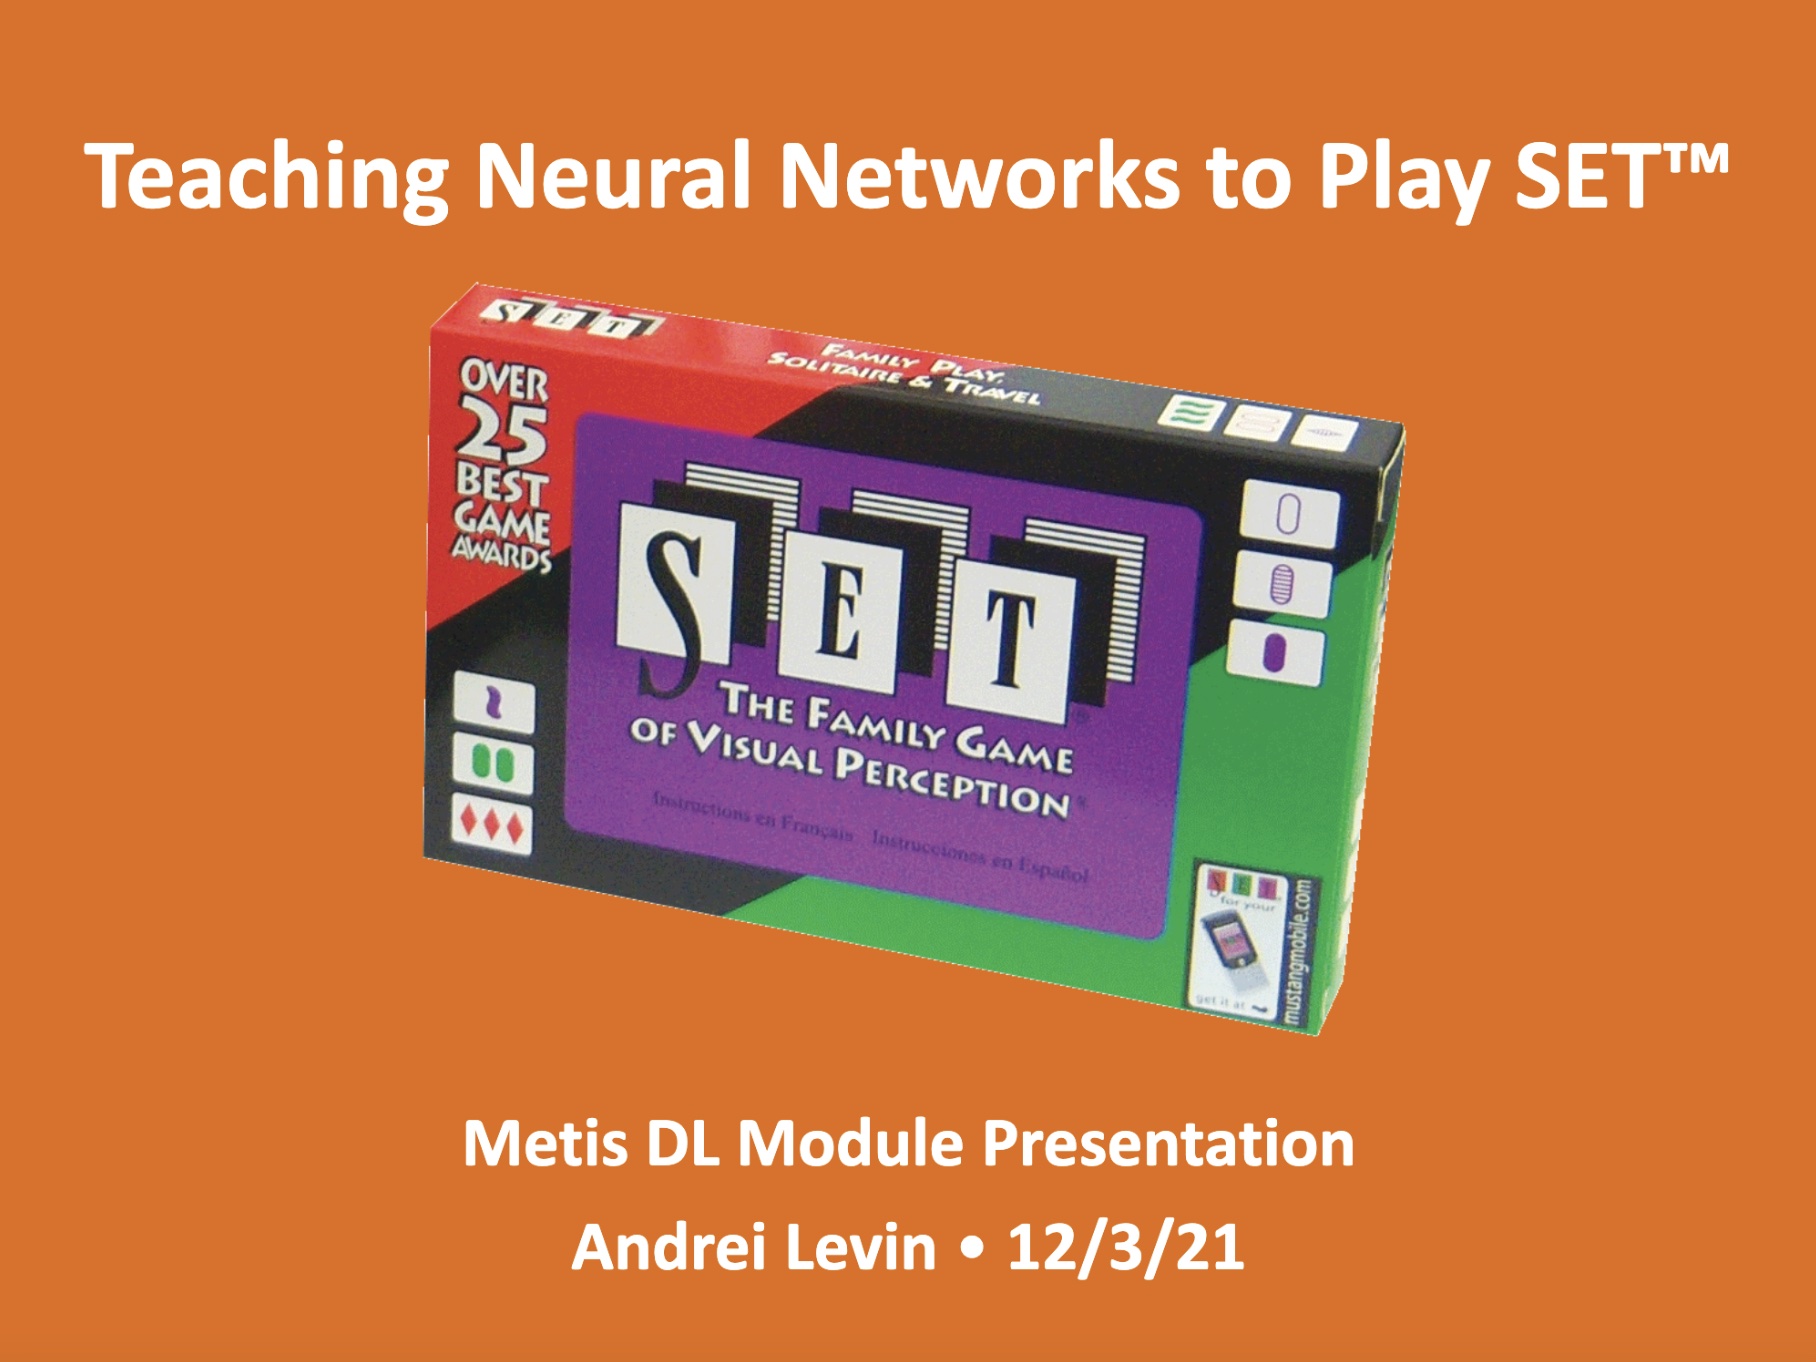 Teaching Neural Networks to Play SET™
SET
FAMILY PLAY,
SOLITAIRE & TRAVEL
OVER
25
BEST
GAME
AWARDS
SET
THE FAMILY GAME
OF VISUAL PERCEPTION®
Instructions en Français Instrucciones en Español
SET
for your
get it at
mustangmobile.com
Metis DL Module Presentation
Andrei Levin • 12/3/21